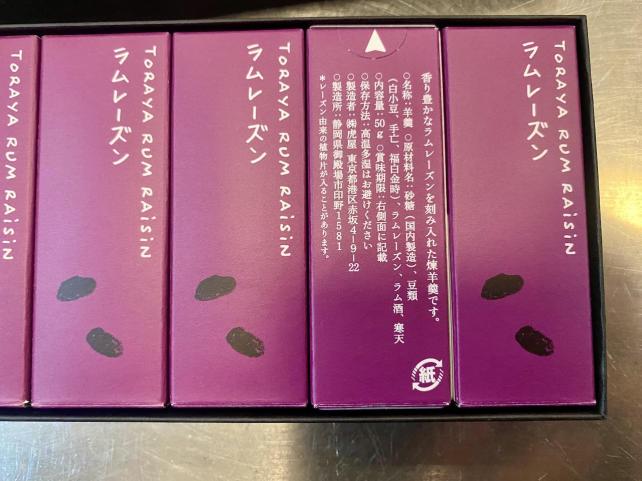 TORAYA RUM RAiSiN
ラムレーズン
TORAYA RUM RAiSiN
TORAYA RUM RAiSiN
ラムレーズン
香り豊かなラムレーズンを刻み入れた煉羊羹です。
○名称：羊羹 ○原材料名：砂糖（国内製造）、豆類
（白小豆、手亡、福白金時）、ラムレーズン、ラム酒、寒天
○内容量：50g ○賞味期限：右側面に記載
○保存方法：高温多湿はお避けください
○製造者：㈱虎屋 東京都港区赤坂4-9-22
○製造所：静岡県御殿場市印野1581
＊レーズン由来の植物片が入ることがあります。
紙
TORAYA RUM RAiSiN
ラムレーズン